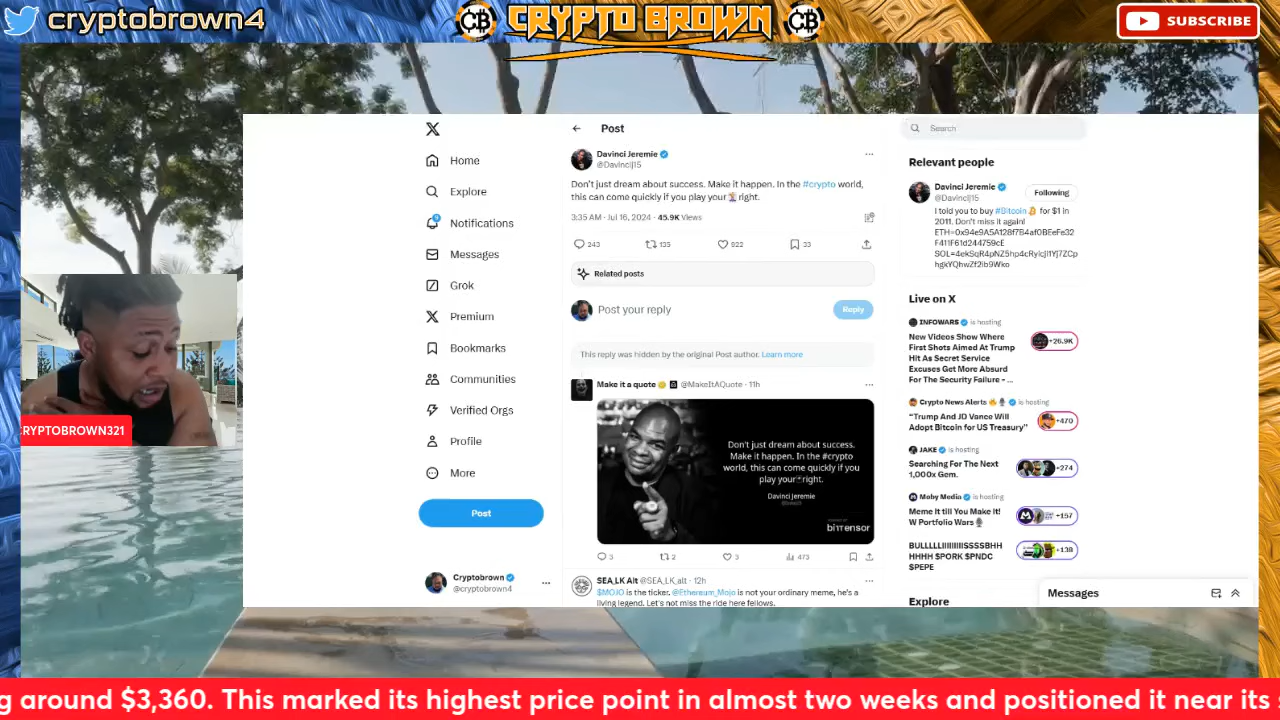 cryptobrown4
CB
CRYPTO BROWN
CB
SUBSCRIBE
CRYPTOBROWN321
Home
Explore
Notifications
Messages
Grok
Premium
Bookmarks
Communities
Verified Orgs
Profile
More
Post
Cryptobrown
@cryptobrown4
Post
Davinci Jeremie
@Davincij15
Don't just dream about success. Make it happen. In the #crypto world,
this can come quickly if you play your🃏right.
3:35 AM · Jul 16, 2024 · 45.9K Views
243 135 922 33
Related posts
Post your reply
Reply
This reply was hidden by the original Post author. Learn more
Make it a quote @MakeItAQuote · 11h
Don't just dream about success.
Make it happen. In the #crypto
world, this can come quickly if you
play your🃏right.
Davinci Jeremie
bittensor
3 2 3 473
SEA_LK Alt @SEA_LK_alt · 12h
$MOJO is the ticker. @Ethereum_Mojo is not your ordinary meme, he's a
living legend. Let's not miss the ride here fellows.
Search
Relevant people
Davinci Jeremie
@Davincij15
Following
I told you to buy #Bitcoin for $1 in
2011. Don't miss it again!
Live on X
INFOWARS is hosting
New Videos Show Where
First Shots Aimed At Trump
Hit As Secret Service
Excuses Get More Absurd
For The Security Failure - ...
+26.9K
Crypto News Alerts is hosting
"Trump And JD Vance Will
Adopt Bitcoin for US Treasury"
+470
JAKE is hosting
Searching For The Next
1,000x Gem.
+274
Moby Media is hosting
Meme It till You Make It!
W Portfolio Wars🎙
+157
BULLLLLIIIIIIIIISSSSBHH
HHHH $PORK $PNDC
$PEPE
+138
Explore
Messages
g around $3,360. This marked its highest price point in almost two weeks and positioned it near its